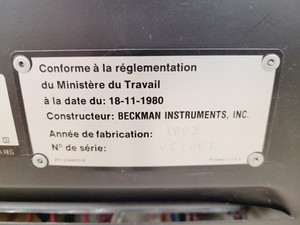 Conforme à la réglementation
du Ministère du Travail
à la date du: 18-11-1980
Constructeur: BECKMAN INSTRUMENTS, INC.
Année de fabrication:
N° de série: